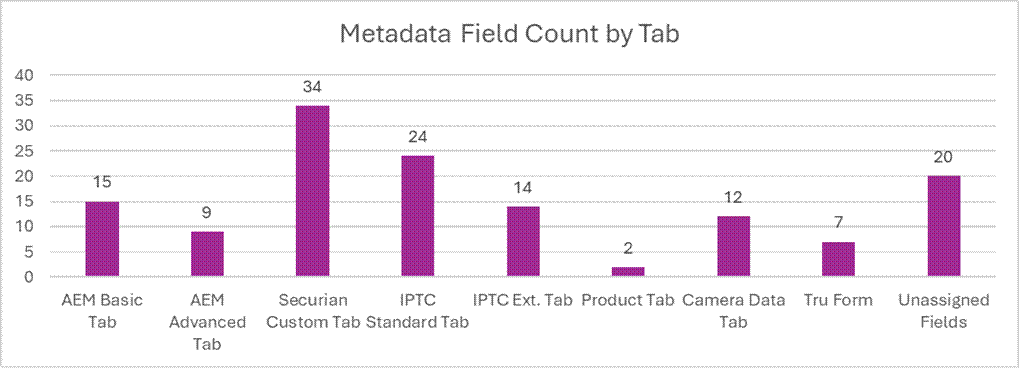 Metadata Field Count by Tab
40
35
30
25
20
15
10
5
0
15
9
34
24
14
2
12
7
20
AEM Basic
Tab
AEM
Advanced
Tab
Securian
Custom Tab
IPTC
Standard Tab
IPTC Ext. Tab
Product Tab
Camera Data
Tab
Tru Form
Unassigned
Fields